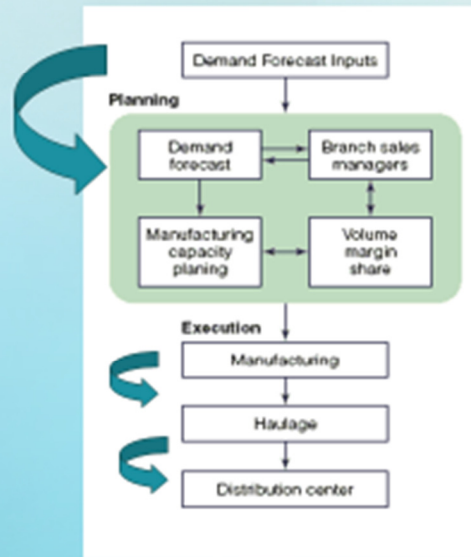 Demand Forecast Inputs
Planning
Demand
forecast
Branch sales
managers
Manufacturing
capacity
planing
Volume
margin
share
Execution
Manufacturing
Haulage
Distribution center